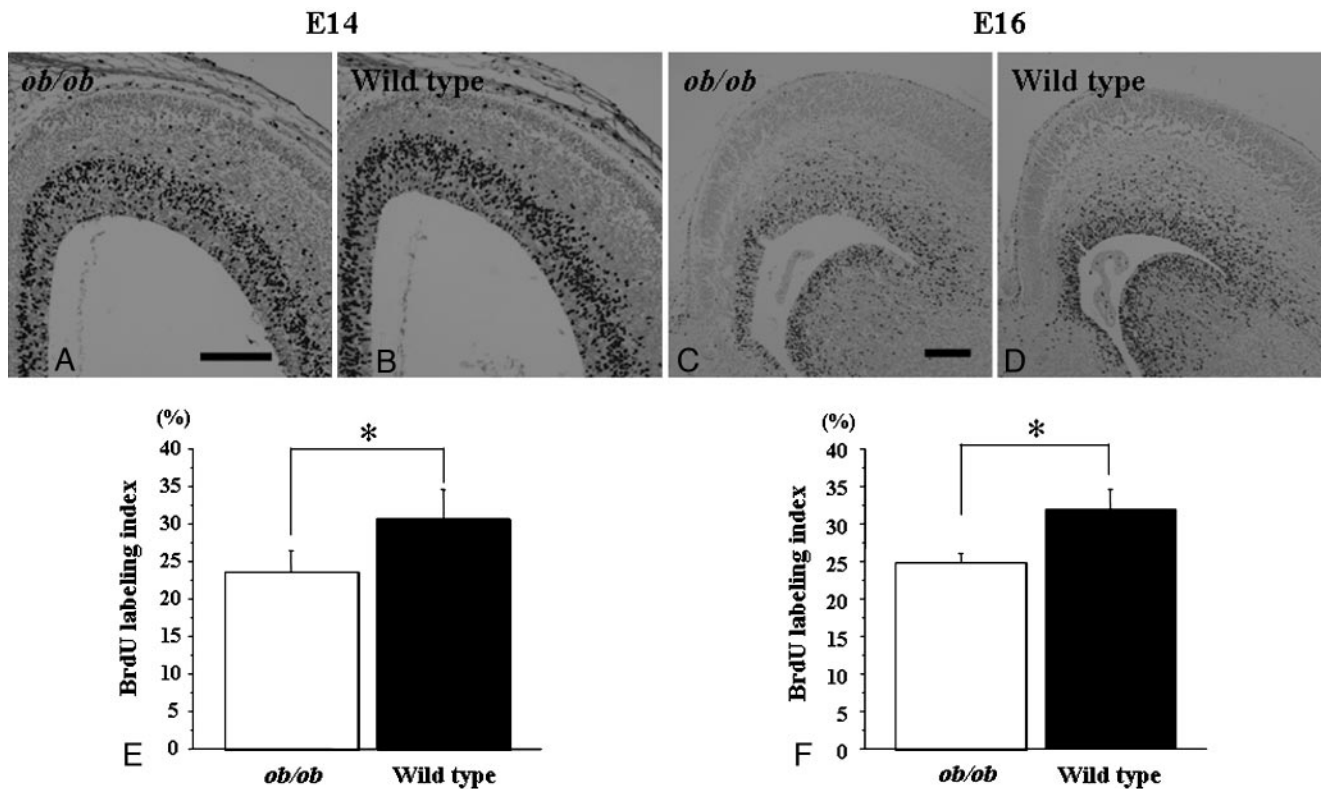 E14
E16
ob/ob
Wild type
ob/ob
Wild type
A
B
C
D
(%)
*
40
35
30
25
20
15
10
5
0
BrdU labeling index
E
ob/ob
Wild type
(%)
*
40
35
30
25
20
15
10
5
0
BrdU labeling index
F
ob/ob
Wild type